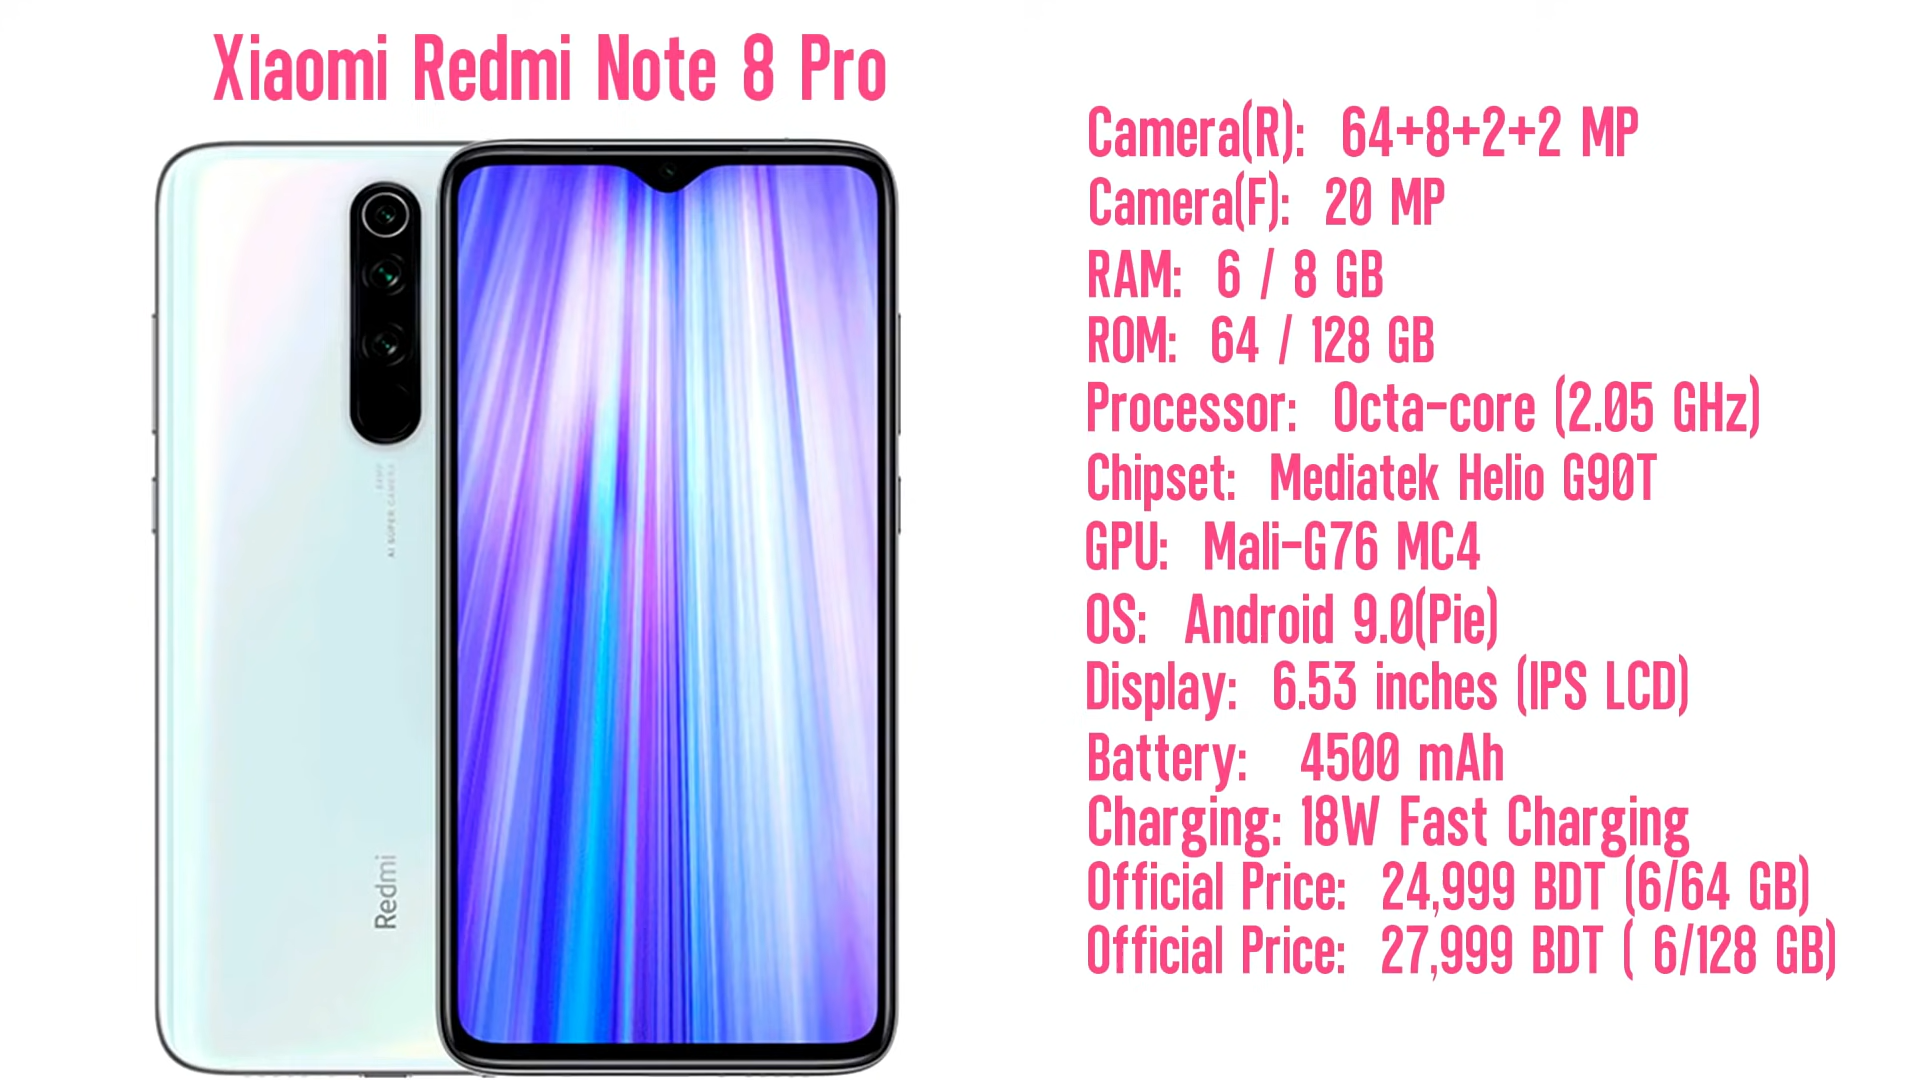 Xiaomi Redmi Note 8 Pro
Camera(R): 64+8+2+2 MP
Camera(F): 20 MP
RAM: 6 / 8 GB
ROM: 64 / 128 GB
Processor: Octa-core (2.05 GHz)
Chipset: Mediatek Helio G90T
GPU: Mali-G76 MC4
OS: Android 9.0(Pie)
Display: 6.53 inches (IPS LCD)
Battery: 4500 mAh
Charging: 18W Fast Charging
Official Price: 24,999 BDT (6/64 GB)
Official Price: 27,999 BDT ( 6/128 GB)
AI SUPER CAMERA
Redmi